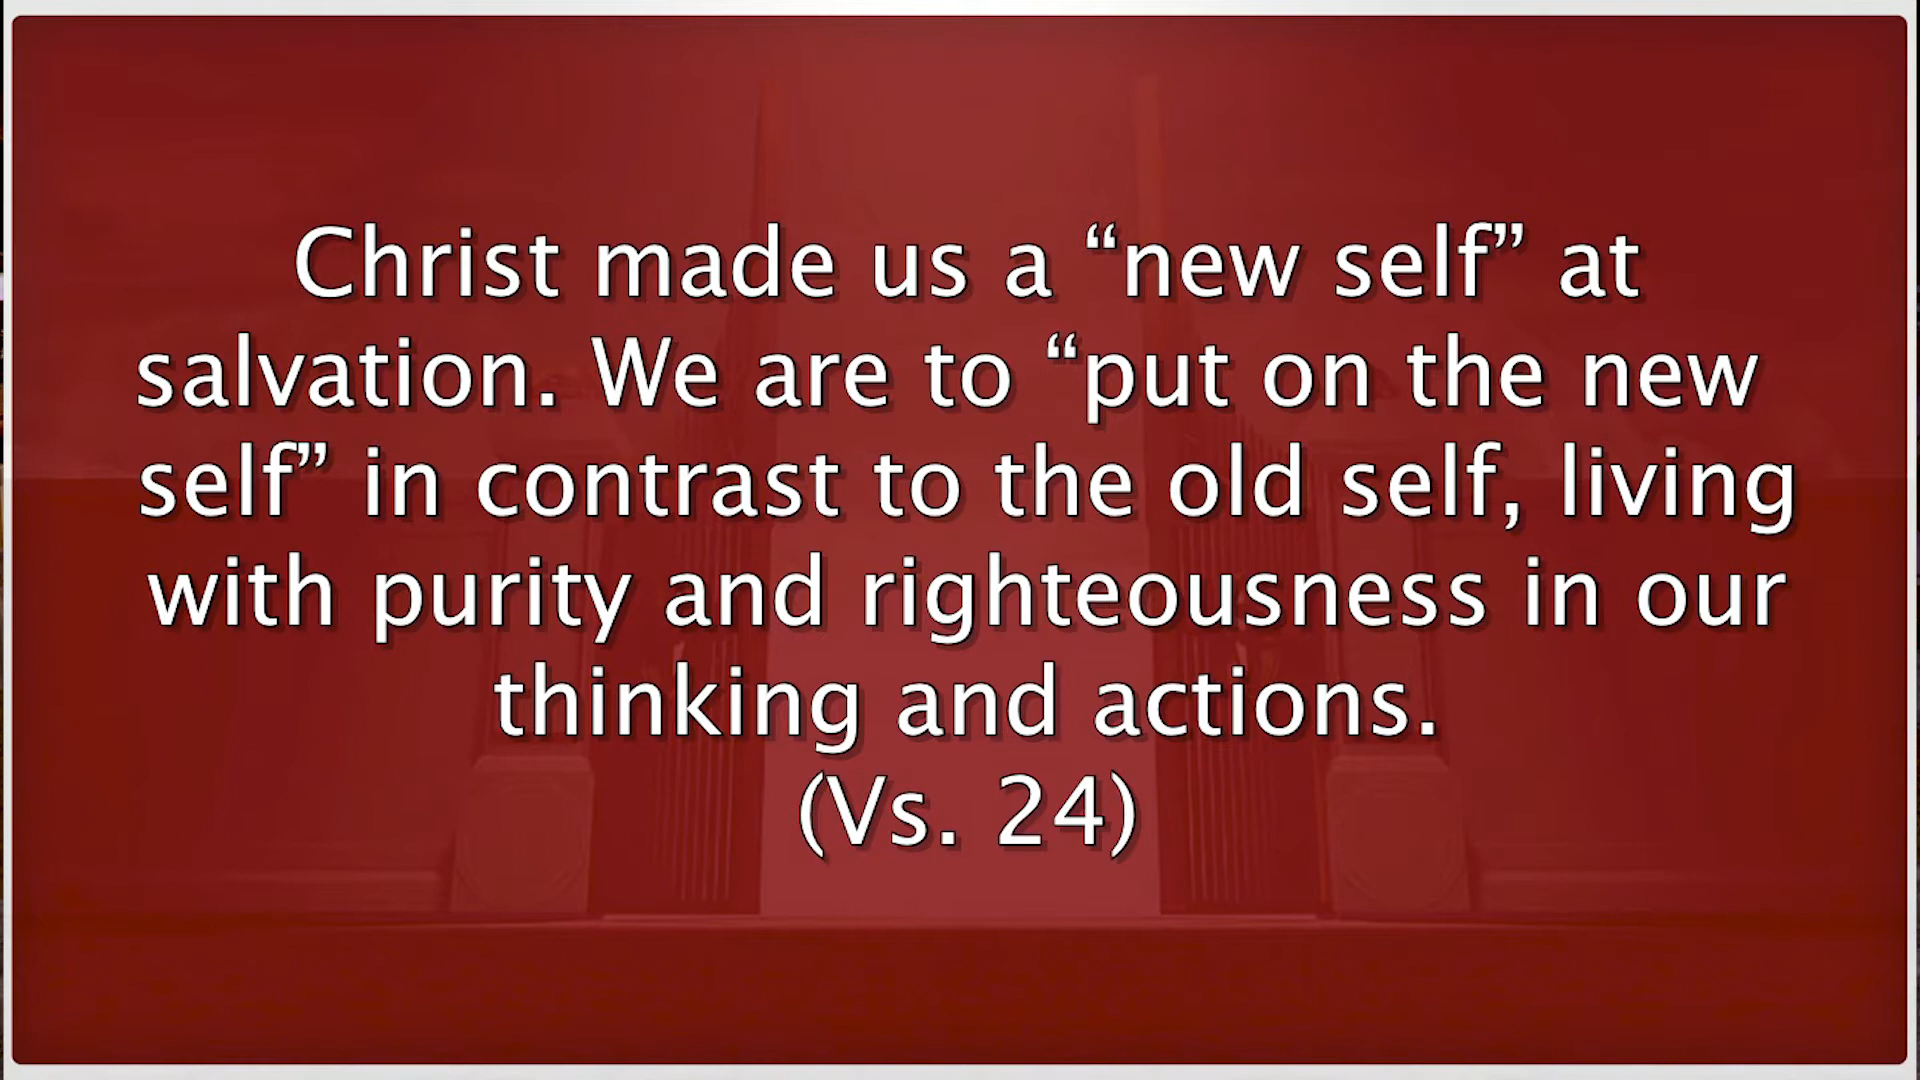 Christ made us a “new self” at
salvation. We are to “put on the new
self” in contrast to the old self, living
with purity and righteousness in our
thinking and actions.
(Vs. 24)